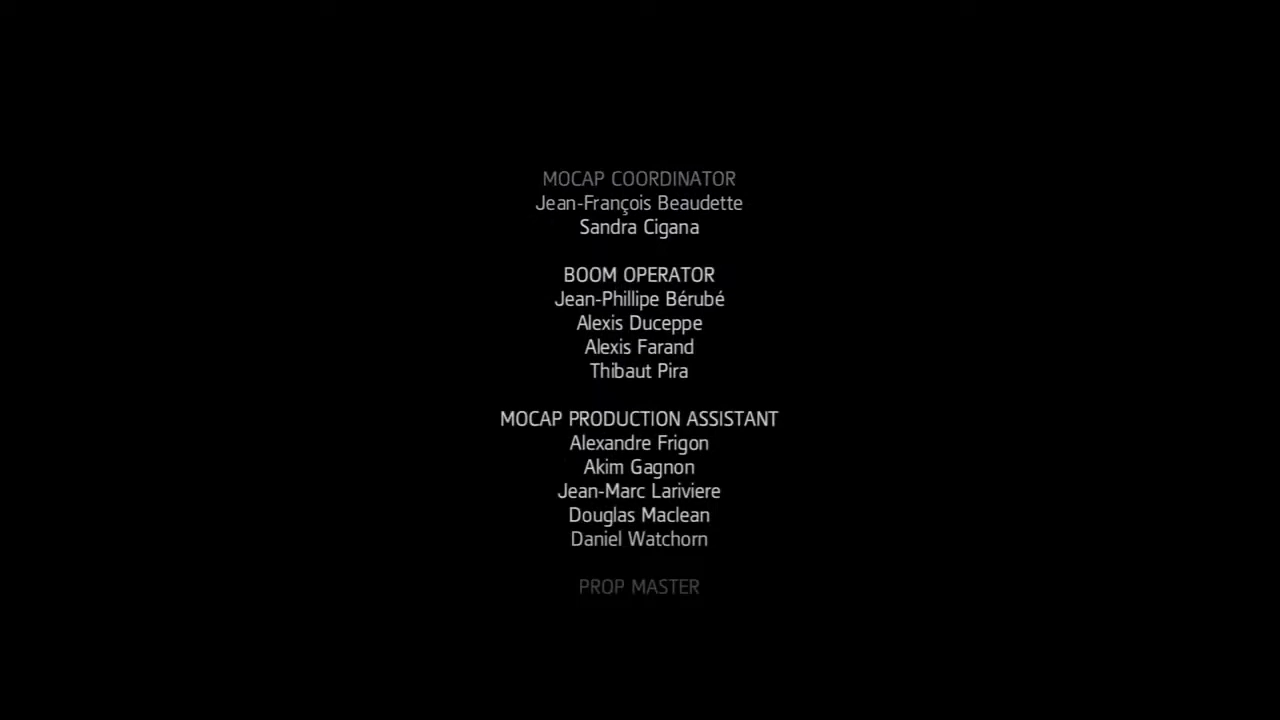 MOCAP COORDINATOR
Jean-François Beaudette
Sandra Cigana
BOOM OPERATOR
Jean-Phillipe Bérubé
Alexis Duceppe
Alexis Farand
Thibaut Pira
MOCAP PRODUCTION ASSISTANT
Alexandre Frigon
Akim Gagnon
Jean-Marc Lariviere
Douglas Maclean
Daniel Watchorn
PROP MASTER